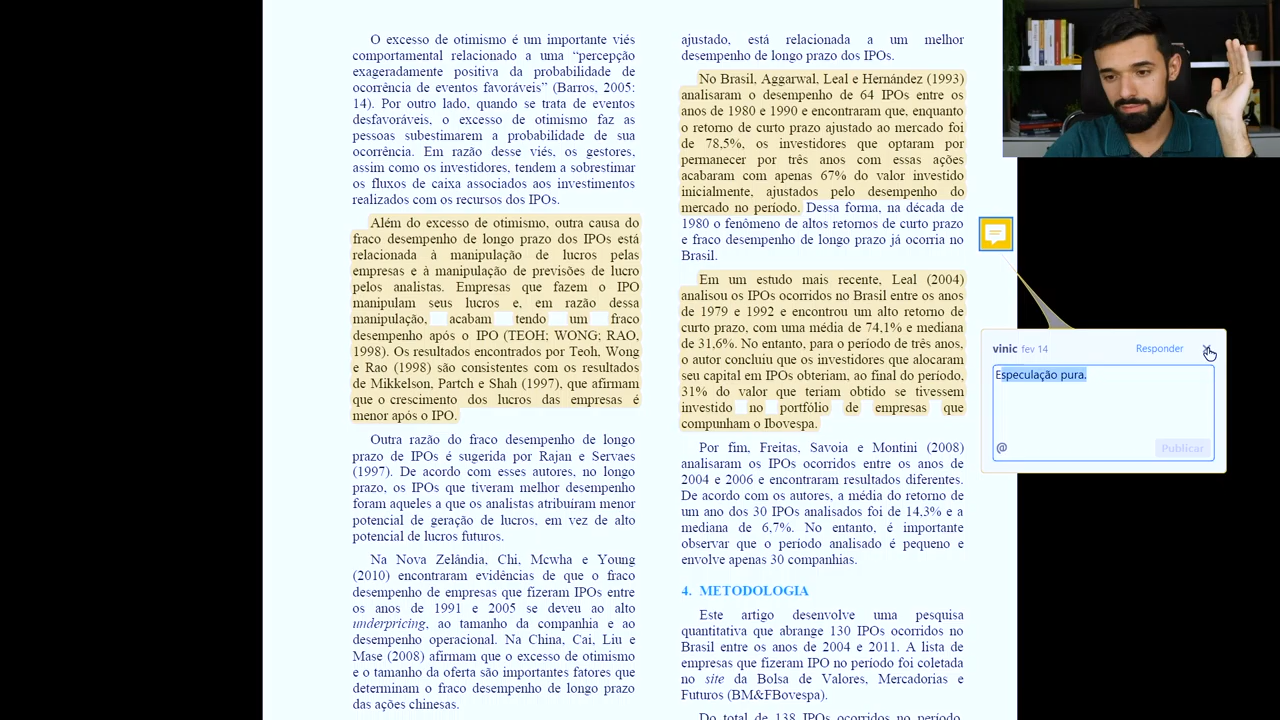 O excesso de otimismo é um importante viés
comportamental relacionado a uma “percepção
exageradamente positiva da probabilidade de
ocorrência de eventos favoráveis” (Barros, 2005:
14). Por outro lado, quando se trata de eventos
desfavoráveis, o excesso de otimismo faz as
pessoas subestimarem a probabilidade de sua
ocorrência. Em razão desse viés, os gestores,
assim como os investidores, tendem a sobrestimar
os fluxos de caixa associados aos investimentos
realizados com os recursos dos IPOs.
Além do excesso de otimismo, outra causa do
fraco desempenho de longo prazo dos IPOs está
relacionada à manipulação de lucros pelas
empresas e à manipulação de previsões de lucro
pelos analistas. Empresas que fazem o IPO
manipulam seus lucros e, em razão dessa
manipulação, acabam tendo um fraco
desempenho após o IPO (TEOH; WONG; RAO,
1998). Os resultados encontrados por Teoh, Wong
e Rao (1998) são consistentes com os resultados
de Mikkelson, Partch e Shah (1997), que afirmam
que o crescimento dos lucros das empresas é
menor após o IPO.
Outra razão do fraco desempenho de longo
prazo de IPOs é sugerida por Rajan e Servaes
(1997). De acordo com esses autores, no longo
prazo, os IPOs que tiveram melhor desempenho
foram aqueles a que os analistas atribuíram menor
potencial de geração de lucros, em vez de alto
potencial de lucros futuros.
Na Nova Zelândia, Chi, Mcwha e Young
(2010) encontraram evidências de que o fraco
desempenho de empresas que fizeram IPOs entre
os anos de 1991 e 2005 se deveu ao alto
underpricing, ao tamanho da companhia e ao
desempenho operacional. Na China, Cai, Liu e
Mase (2008) afirmam que o excesso de otimismo
e o tamanho da oferta são importantes fatores que
determinam o fraco desempenho de longo prazo
das ações chinesas.
ajustado, está relacionada a um melhor
desempenho de longo prazo dos IPOs.
No Brasil, Aggarwal, Leal e Hernández (1993)
analisaram o desempenho de 64 IPOs entre os
anos de 1980 e 1990 e encontraram que, enquanto
o retorno de curto prazo ajustado ao mercado foi
de 78,5%, os investidores que optaram por
permanecer por três anos com essas ações
acabaram com apenas 67% do valor investido
inicialmente, ajustados pelo desempenho do
mercado no período. Dessa forma, na década de
1980 o fenômeno de altos retornos de curto prazo
e fraco desempenho de longo prazo já ocorria no
Brasil.
Em um estudo mais recente, Leal (2004)
analisou os IPOs ocorridos no Brasil entre os anos
de 1979 e 1992 e encontrou um alto retorno de
curto prazo, com uma média de 74,1% e mediana
de 31,6%. No entanto, para o período de três anos,
o autor concluiu que os investidores que alocaram
seu capital em IPOs obteriam, ao final do período,
31% do valor que teriam obtido se tivessem
investido no portfólio de empresas que
compunham o Ibovespa.
Por fim, Freitas, Savoia e Montini (2008)
analisaram os IPOs ocorridos entre os anos de
2004 e 2006 e encontraram resultados diferentes.
De acordo com os autores, a média do retorno de
um ano dos 30 IPOs analisados foi de 14,3% e a
mediana de 6,7%. No entanto, é importante
observar que o período analisado é pequeno e
envolve apenas 30 companhias.
4. METODOLOGIA
Este artigo desenvolve uma pesquisa
quantitativa que abrange 130 IPOs ocorridos no
Brasil entre os anos de 2004 e 2011. A lista de
empresas que fizeram IPO no período foi coletada
no site da Bolsa de Valores, Mercadorias e
Futuros (BM&FBovespa).
Do total de 138 IPOs ocorridos no período,
vinic fev 14 Responder
Especulação pura.
@ Publicar